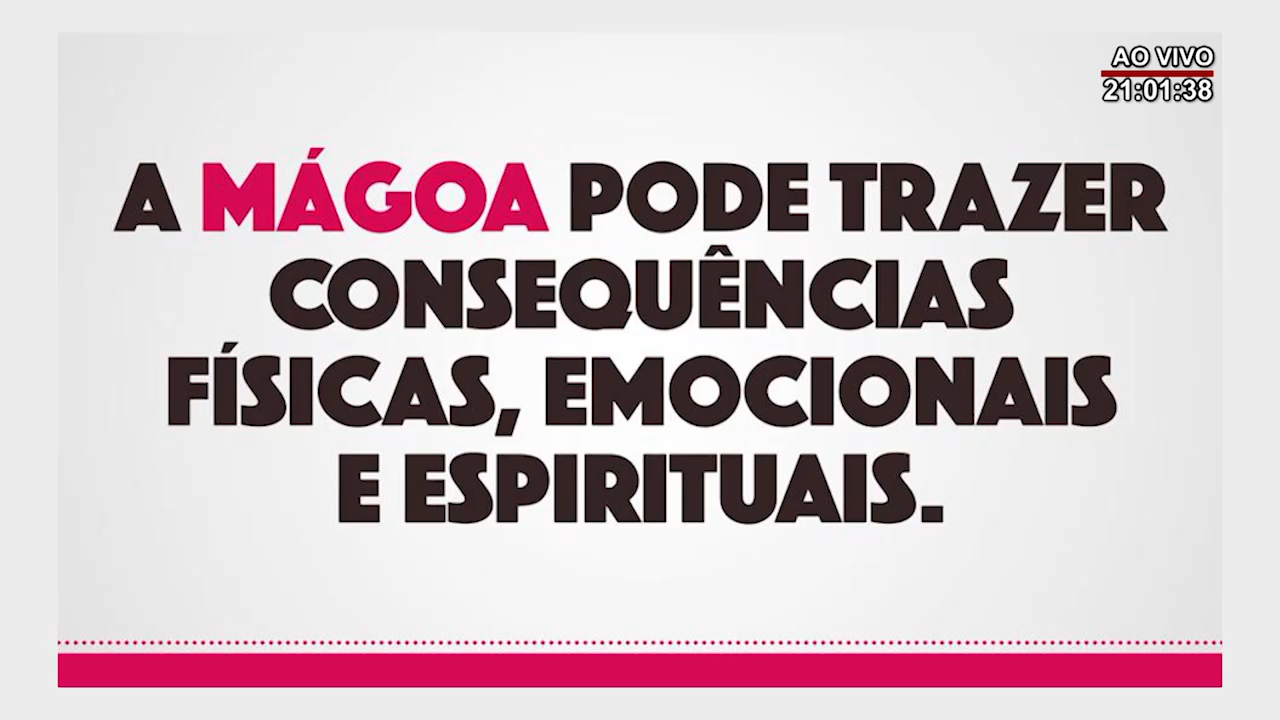 AO VIVO
21:01:38
A MÁGOA PODE TRAZER
CONSEQUÊNCIAS
FÍSICAS, EMOCIONAIS
E ESPIRITUAIS.